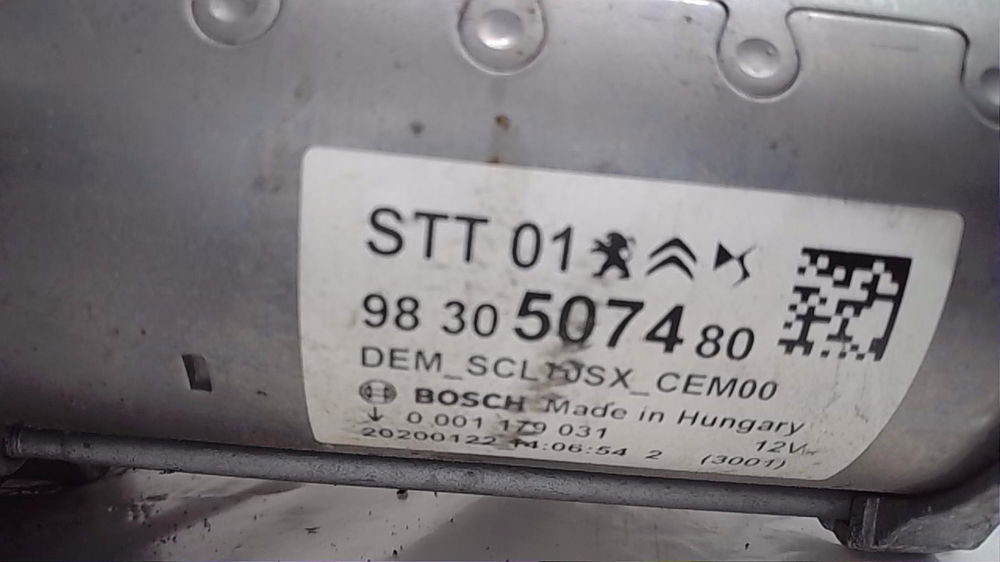 STT 01
98 30 5074 80
DEM_SCL10SX_CEM00
BOSCH Made in Hungary
0 001 179 031 12V
20200122 14:06:54 2 (3001)